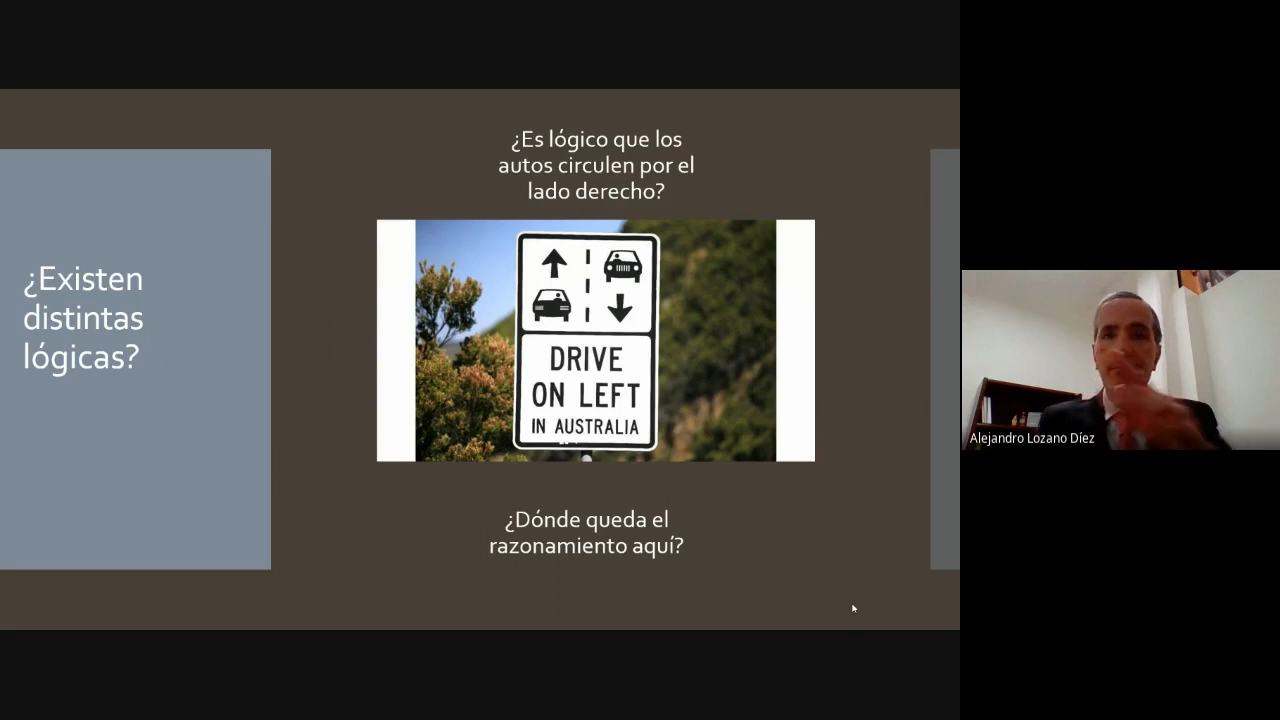 ¿Existen
distintas
lógicas?
¿Es lógico que los
autos circulen por el
lado derecho?
DRIVE
ON LEFT
IN AUSTRALIA
¿Dónde queda el
razonamiento aquí?
Alejandro Lozano Díez